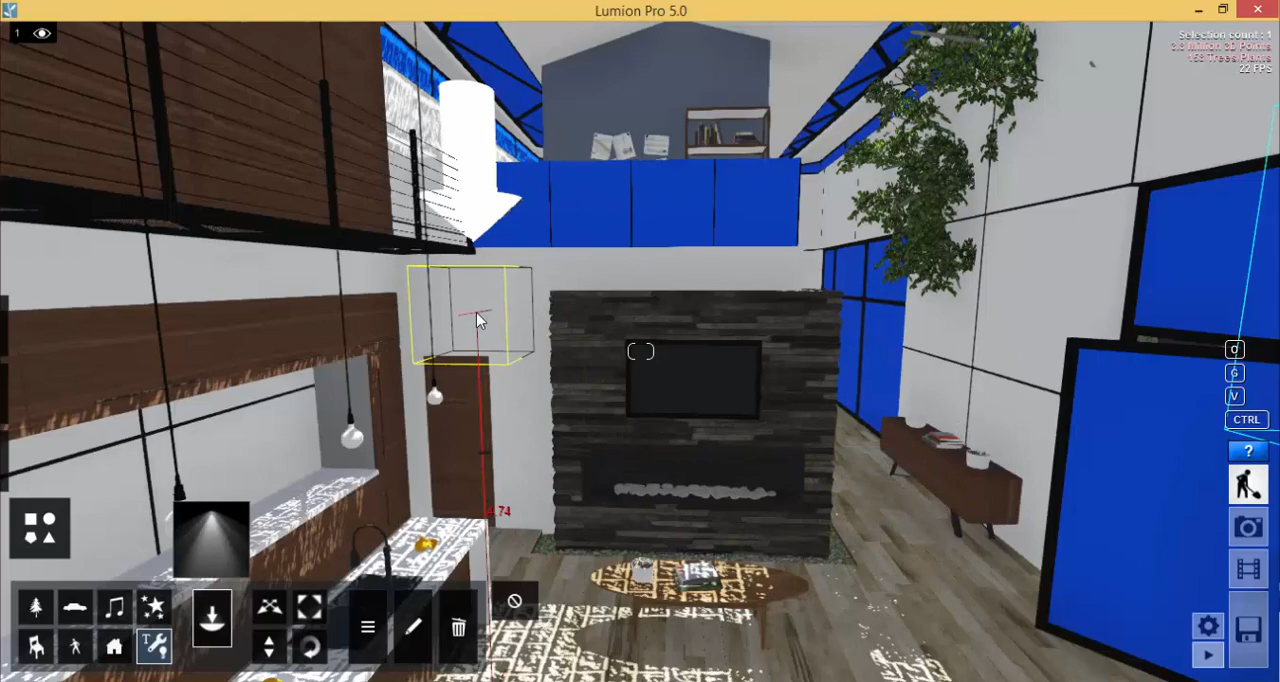 Lumion Pro 5.0
1
Selection count : 1
22 FPS
O
G
V
CTRL
?
4.74
T